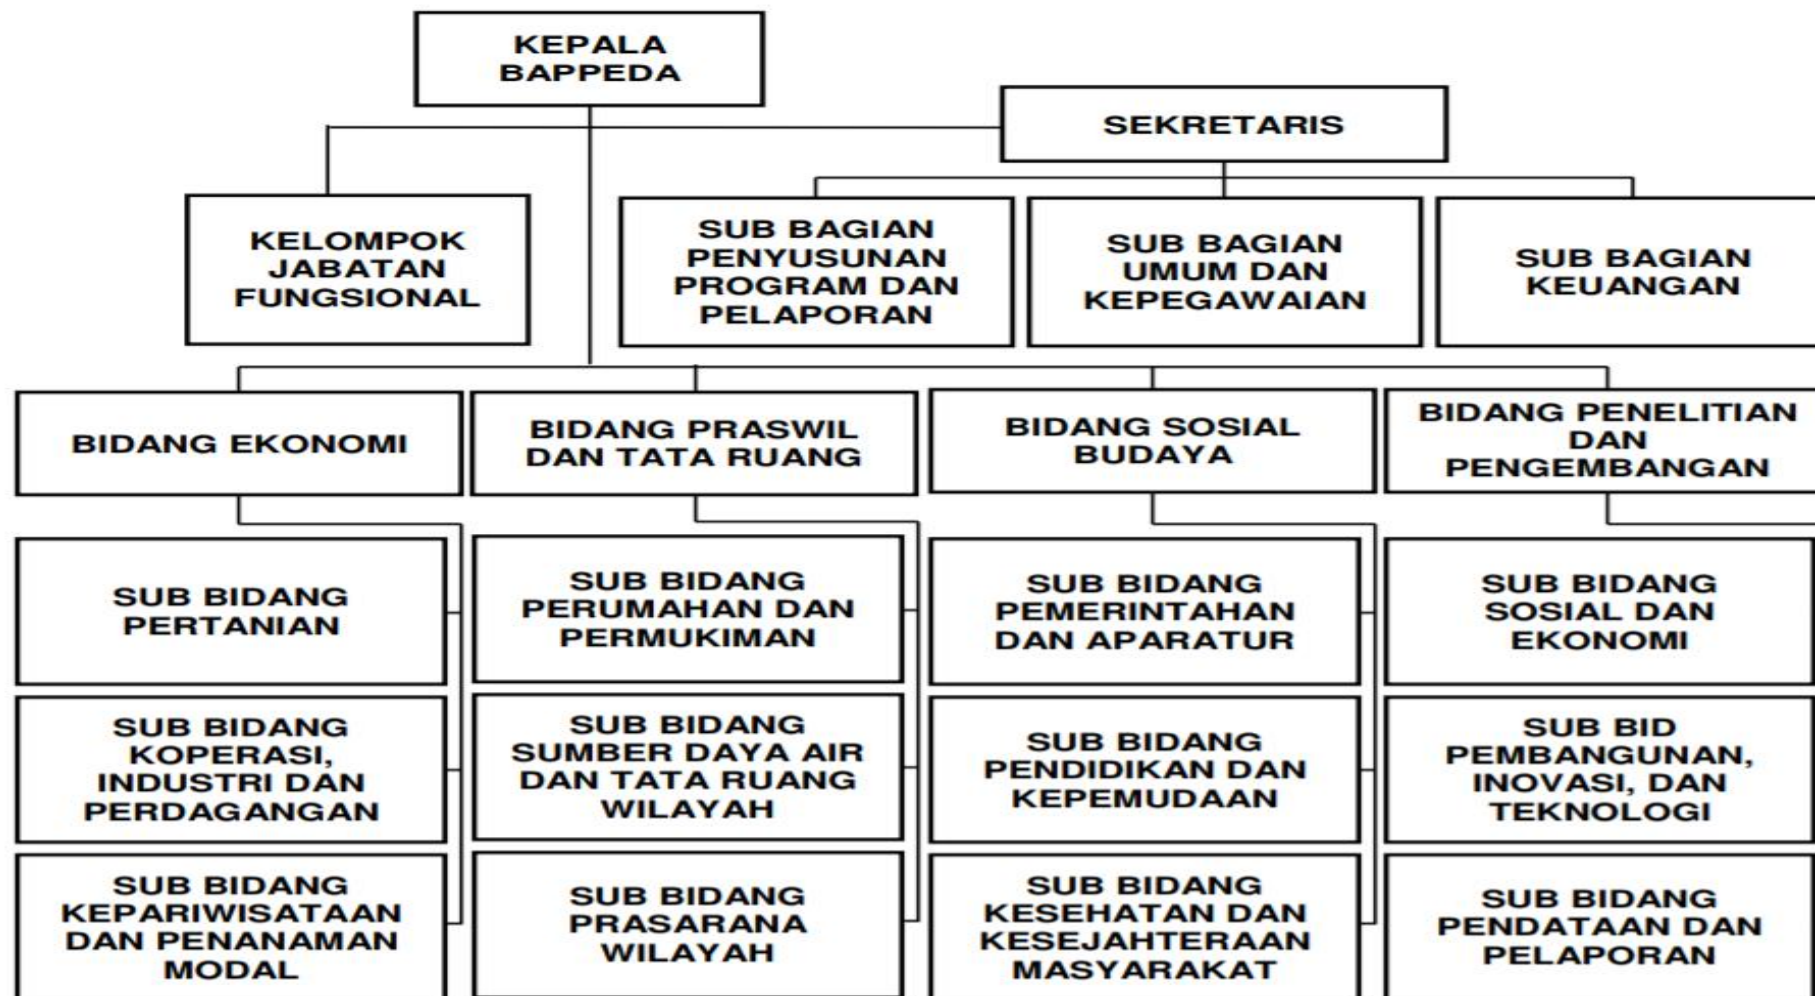 KEPALA
BAPPEDA
SEKRETARIS
KELOMPOK
JABATAN
FUNGSIONAL
SUB BAGIAN
PENYUSUNAN
PROGRAM DAN
PELAPORAN
SUB BAGIAN
UMUM DAN
KEPEGAWAIAN
SUB BAGIAN
KEUANGAN
BIDANG EKONOMI
BIDANG PRASWIL
DAN TATA RUANG
BIDANG SOSIAL
BUDAYA
BIDANG PENELITIAN
DAN
PENGEMBANGAN
SUB BIDANG
PERTANIAN
SUB BIDANG
PERUMAHAN DAN
PERMUKIMAN
SUB BIDANG
PEMERINTAHAN
DAN APARATUR
SUB BIDANG
SOSIAL DAN
EKONOMI
SUB BIDANG
KOPERASI,
INDUSTRI DAN
PERDAGANGAN
SUB BIDANG
SUMBER DAYA AIR
DAN TATA RUANG
WILAYAH
SUB BIDANG
PENDIDIKAN DAN
KEPEMUDAAN
SUB BID
PEMBANGUNAN,
INOVASI, DAN
TEKNOLOGI
SUB BIDANG
KEPARIWISATAAN
DAN PENANAMAN
MODAL
SUB BIDANG
PRASARANA
WILAYAH
SUB BIDANG
KESEHATAN DAN
KESEJAHTERAAN
MASYARAKAT
SUB BIDANG
PENDATAAN DAN
PELAPORAN